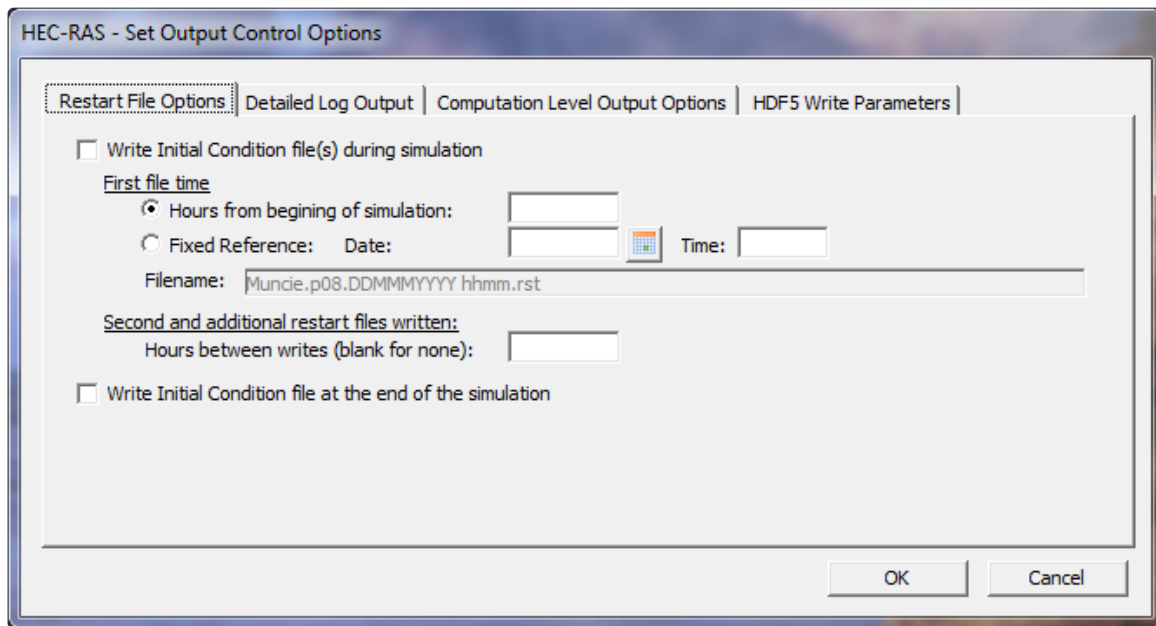 HEC-RAS - Set Output Control Options
Restart File Options Detailed Log Output Computation Level Output Options HDF5 Write Parameters
Write Initial Condition file(s) during simulation
First file time
Hours from begining of simulation:
Fixed Reference: Date: Time:
Filename: Muncie.p08.DDMMMYYYY hhmm.rst
Second and additional restart files written:
Hours between writes (blank for none):
Write Initial Condition file at the end of the simulation
OK Cancel